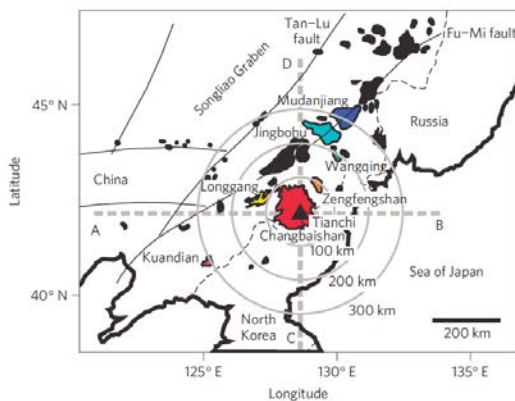 Tan–Lu
fault
Fu–Mi fault
D
Songliao Graben
45° N
Mudanjiang
Jingbohu
Russia
Wangqing
China
Longgang
Zengfengshan
A
Tianchi
B
Changbaishan
100 km
Kuandian
Sea of Japan
200 km
40° N
300 km
North
Korea
C
200 km
125° E
130° E
135° E
Longitude
Latitude